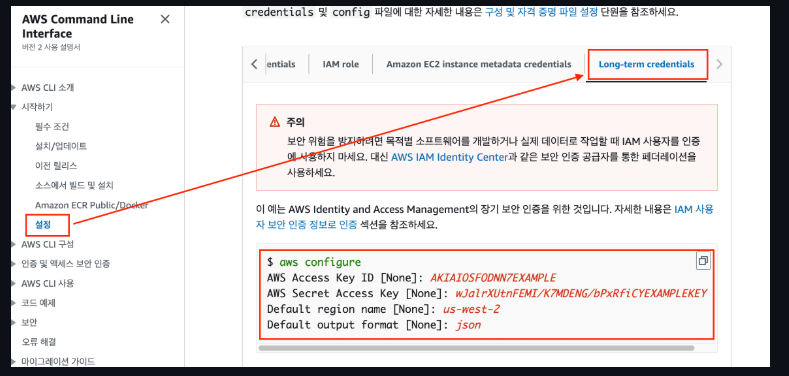 AWS Command Line
Interface
버전 2 사용 설명서
AWS CLI 소개
시작하기
필수 조건
설치/업데이트
이전 릴리스
소스에서 빌드 및 설치
Amazon ECR Public/Docker
설정
AWS CLI 구성
인증 및 액세스 보안 인증
AWS CLI 사용
코드 예제
보안
오류 해결
마이그레이션 가이드
credentials 및 config 파일에 대한 자세한 내용은 구성 및 자격 증명 파일 설정 단원을 참조하세요.
entials IAM role Amazon EC2 instance metadata credentials Long-term credentials
주의
보안 위험을 방지하려면 목적별 소프트웨어를 개발하거나 실제 데이터로 작업할 때 IAM 사용자를 인증
에 사용하지 마세요. 대신 AWS IAM Identity Center과 같은 보안 인증 공급자를 통한 페더레이션을
사용하세요.
이 예는 AWS Identity and Access Management의 장기 보안 인증을 위한 것입니다. 자세한 내용은 IAM 사용
자 보안 인증 정보로 인증 섹션을 참조하세요.
$ aws configure
AWS Access Key ID [None]: AKIAIOSFODNN7EXAMPLE
AWS Secret Access Key [None]: wJalrXUtnFEMI/K7MDENG/bPxRfiCYEXAMPLEKEY
Default region name [None]: us-west-2
Default output format [None]: json